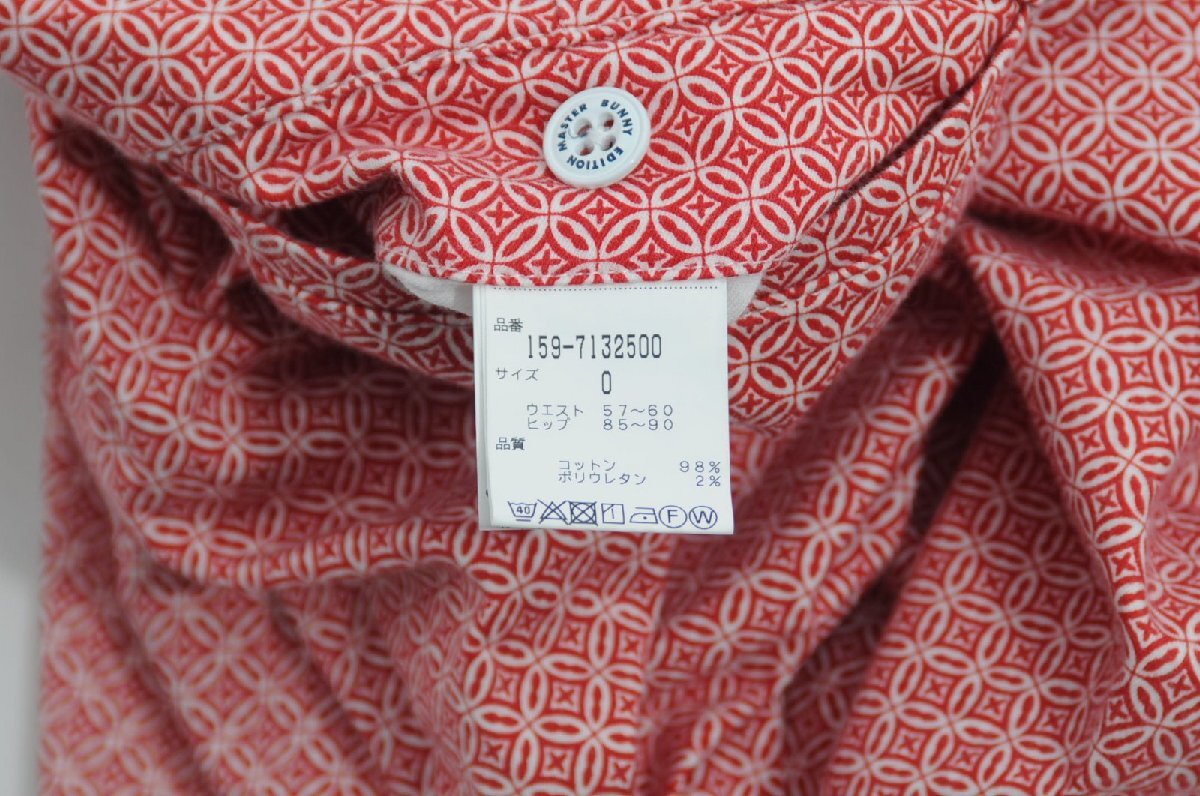 MASTER BUNNY EDITION
品番
159-7132500
サイズ
0
ウエスト 57～60
ヒップ 85～90
品質
コットン 98%
ポリウレタン 2%
40 F W